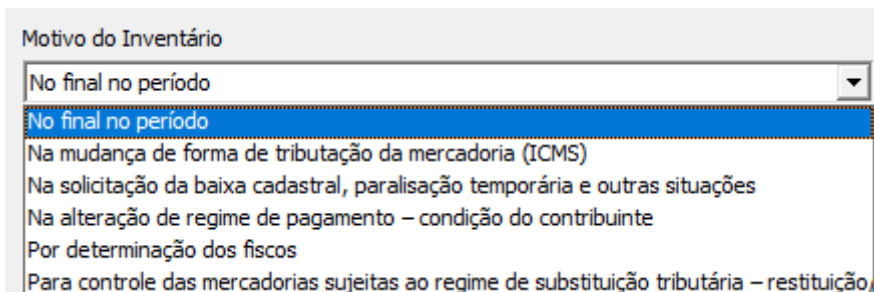 Motivo do Inventário
No final no período
No final no período
Na mudança de forma de tributação da mercadoria (ICMS)
Na solicitação da baixa cadastral, paralisação temporária e outras situações
Na alteração de regime de pagamento – condição do contribuinte
Por determinação dos fiscos
Para controle das mercadorias sujeitas ao regime de substituição tributária – restituição/